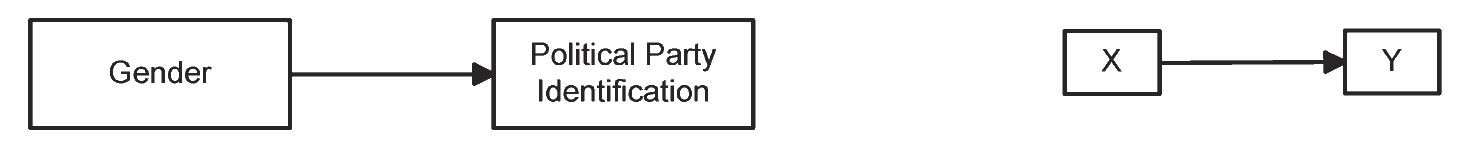 Gender
Political Party
Identification
X
Y